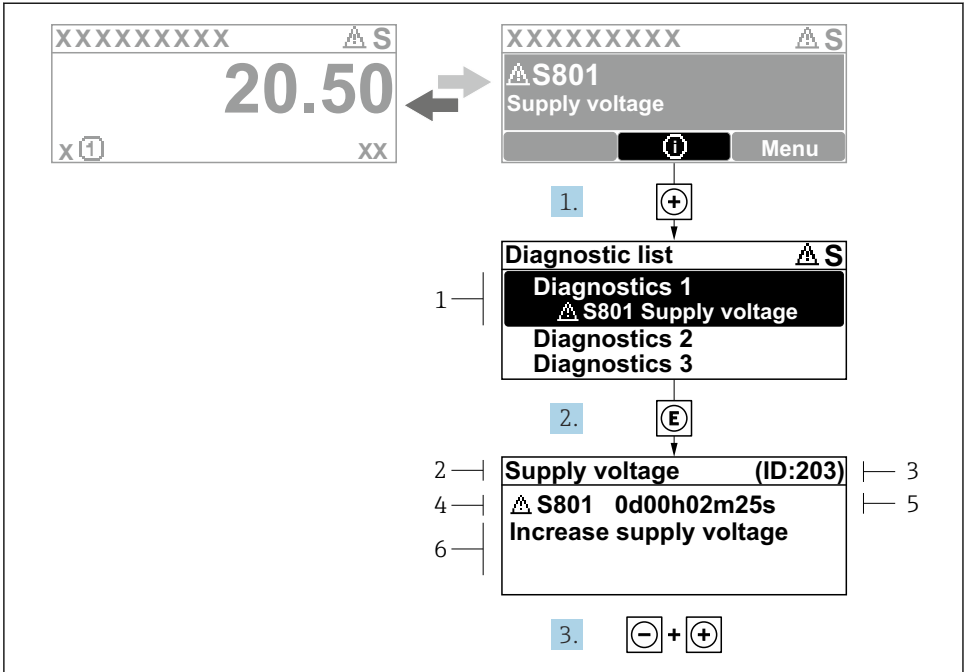 XXXXXXXXX ⚠ S
20.50
x ① xx
XXXXXXXXX ⚠ S
⚠ S801
Supply voltage
ⓘ Menu
1. +
Diagnostic list ⚠ S
1 Diagnostics 1
⚠ S801 Supply voltage
Diagnostics 2
Diagnostics 3
2. E
2 Supply voltage (ID:203) 3
4 ⚠ S801 0d00h02m25s 5
6 Increase supply voltage
3. - + +